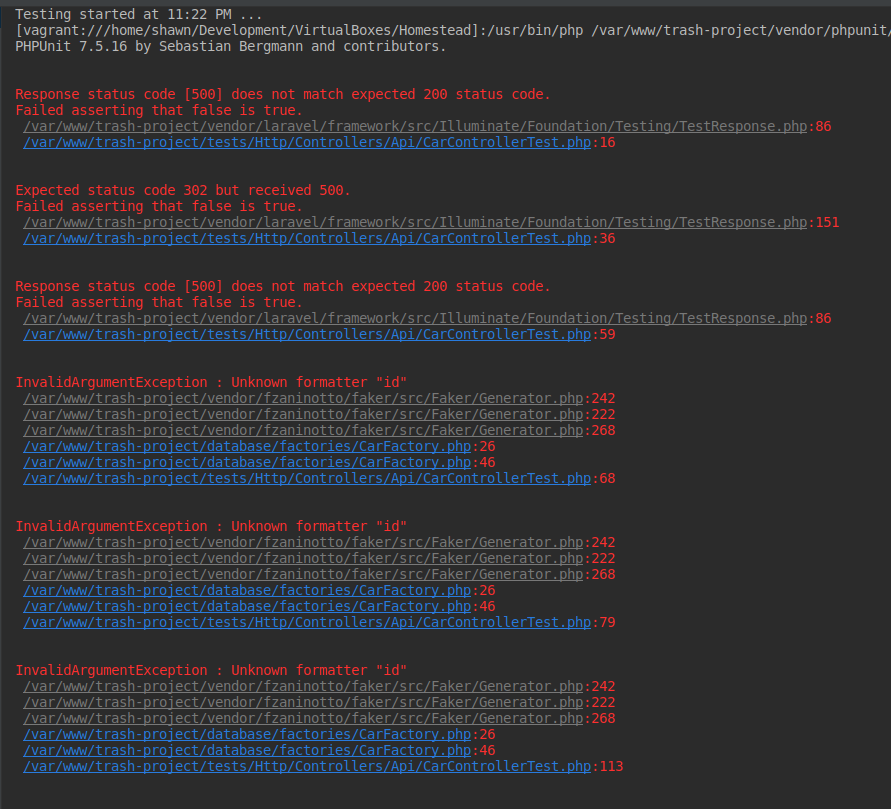 Testing started at 11:22 PM ...
[vagrant:///home/shawn/Development/VirtualBoxes/Homestead]:/usr/bin/php /var/www/trash-project/vendor/phpunit/
PHPUnit 7.5.16 by Sebastian Bergmann and contributors.
Response status code [500] does not match expected 200 status code.
Failed asserting that false is true.
/var/www/trash-project/vendor/laravel/framework/src/Illuminate/Foundation/Testing/TestResponse.php:86
/var/www/trash-project/tests/Http/Controllers/Api/CarControllerTest.php:16
Expected status code 302 but received 500.
Failed asserting that false is true.
/var/www/trash-project/vendor/laravel/framework/src/Illuminate/Foundation/Testing/TestResponse.php:151
/var/www/trash-project/tests/Http/Controllers/Api/CarControllerTest.php:36
Response status code [500] does not match expected 200 status code.
Failed asserting that false is true.
/var/www/trash-project/vendor/laravel/framework/src/Illuminate/Foundation/Testing/TestResponse.php:86
/var/www/trash-project/tests/Http/Controllers/Api/CarControllerTest.php:59
InvalidArgumentException : Unknown formatter "id"
/var/www/trash-project/vendor/fzaninotto/faker/src/Faker/Generator.php:242
/var/www/trash-project/vendor/fzaninotto/faker/src/Faker/Generator.php:222
/var/www/trash-project/vendor/fzaninotto/faker/src/Faker/Generator.php:268
/var/www/trash-project/database/factories/CarFactory.php:26
/var/www/trash-project/database/factories/CarFactory.php:46
/var/www/trash-project/tests/Http/Controllers/Api/CarControllerTest.php:68
InvalidArgumentException : Unknown formatter "id"
/var/www/trash-project/vendor/fzaninotto/faker/src/Faker/Generator.php:242
/var/www/trash-project/vendor/fzaninotto/faker/src/Faker/Generator.php:222
/var/www/trash-project/vendor/fzaninotto/faker/src/Faker/Generator.php:268
/var/www/trash-project/database/factories/CarFactory.php:26
/var/www/trash-project/database/factories/CarFactory.php:46
/var/www/trash-project/tests/Http/Controllers/Api/CarControllerTest.php:79
InvalidArgumentException : Unknown formatter "id"
/var/www/trash-project/vendor/fzaninotto/faker/src/Faker/Generator.php:242
/var/www/trash-project/vendor/fzaninotto/faker/src/Faker/Generator.php:222
/var/www/trash-project/vendor/fzaninotto/faker/src/Faker/Generator.php:268
/var/www/trash-project/database/factories/CarFactory.php:26
/var/www/trash-project/database/factories/CarFactory.php:46
/var/www/trash-project/tests/Http/Controllers/Api/CarControllerTest.php:113